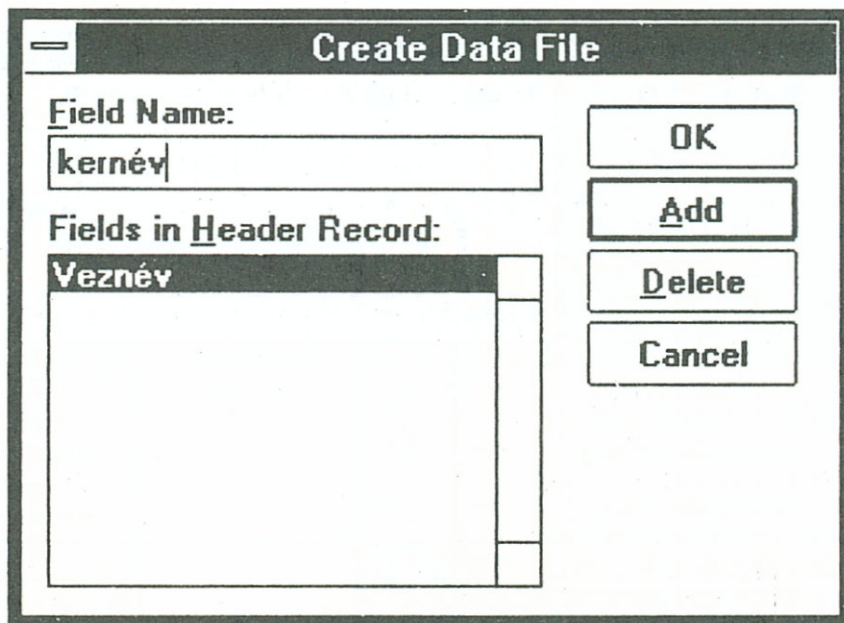 Create Data File
Field Name:
kernév
Fields in Header Record:
Veznév
OK
Add
Delete
Cancel